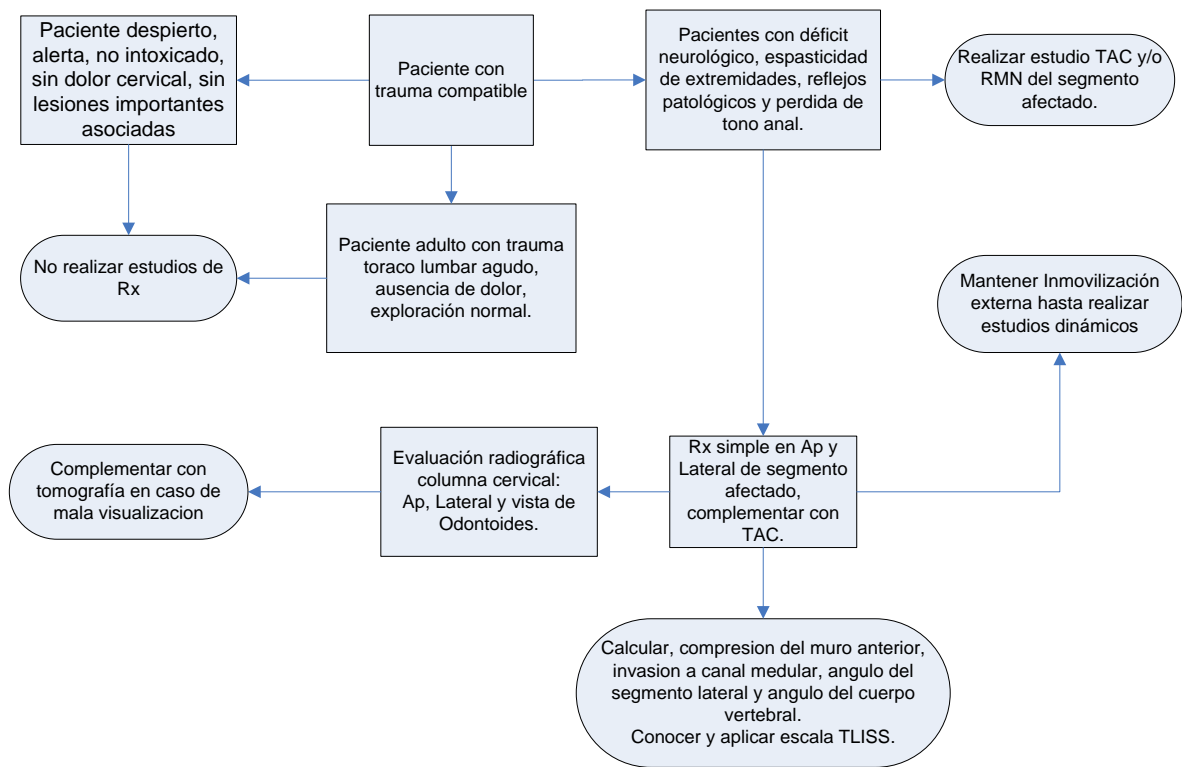 Paciente despierto,
alerta, no intoxicado,
sin dolor cervical, sin
lesiones importantes
asociadas
Paciente con
trauma compatible
Pacientes con déficit
neurológico, espasticidad
de extremidades, reflejos
patológicos y perdida de
tono anal.
Realizar estudio TAC y/o
RMN del segmento
afectado.
No realizar estudios de
Rx
Paciente adulto con trauma
toraco lumbar agudo,
ausencia de dolor,
exploración normal.
Mantener Inmovilización
externa hasta realizar
estudios dinámicos
Complementar con
tomografía en caso de
mala visualizacion
Evaluación radiográfica
columna cervical:
Ap, Lateral y vista de
Odontoides.
Rx simple en Ap y
Lateral de segmento
afectado,
complementar con
TAC.
Calcular, compresion del muro anterior,
invasion a canal medular, angulo del
segmento lateral y angulo del cuerpo
vertebral.
Conocer y aplicar escala TLISS.